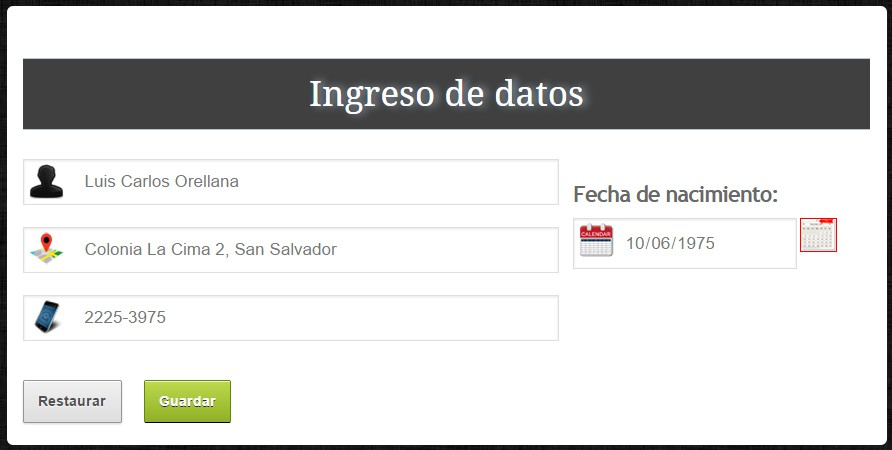 Ingreso de datos
Luis Carlos Orellana
Colonia La Cima 2, San Salvador
2225-3975
Fecha de nacimiento:
CALENDAR
10/06/1975
Restaurar
Guardar